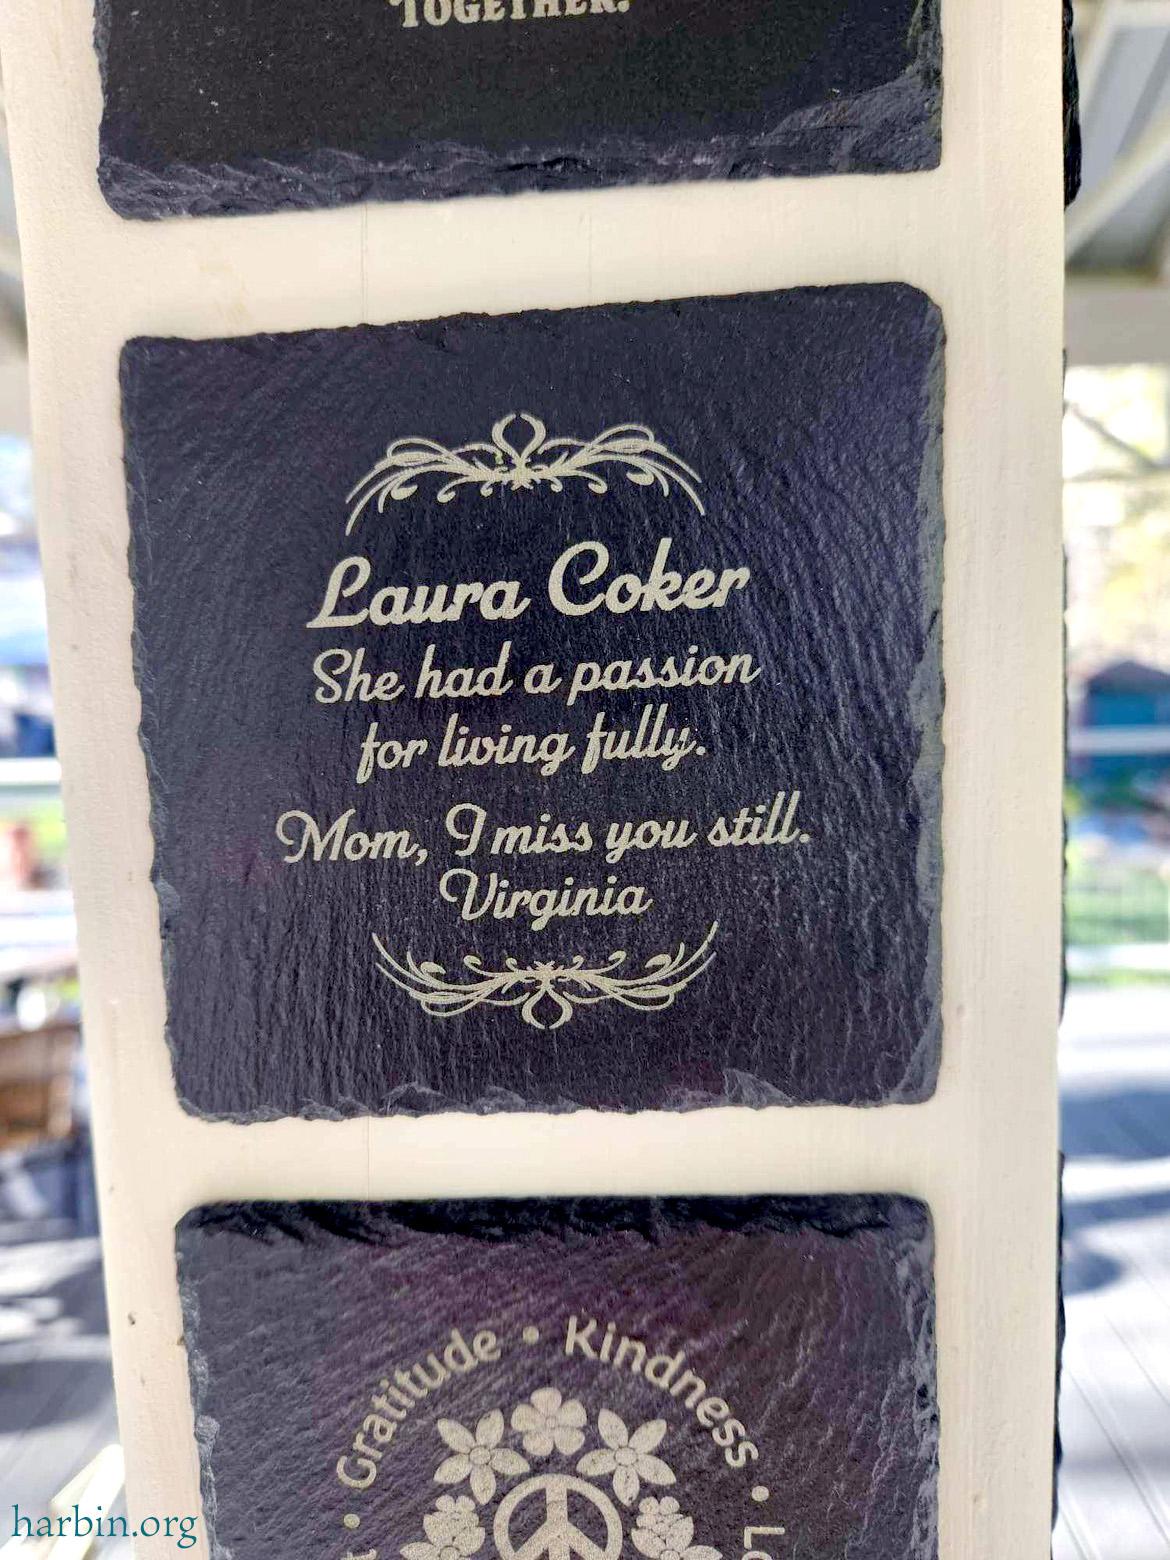 TOGETHER.
Laura Coker
She had a passion
for living fully.
Mom, I miss you still.
Virginia
Gratitude • Kindness •
harbin.org